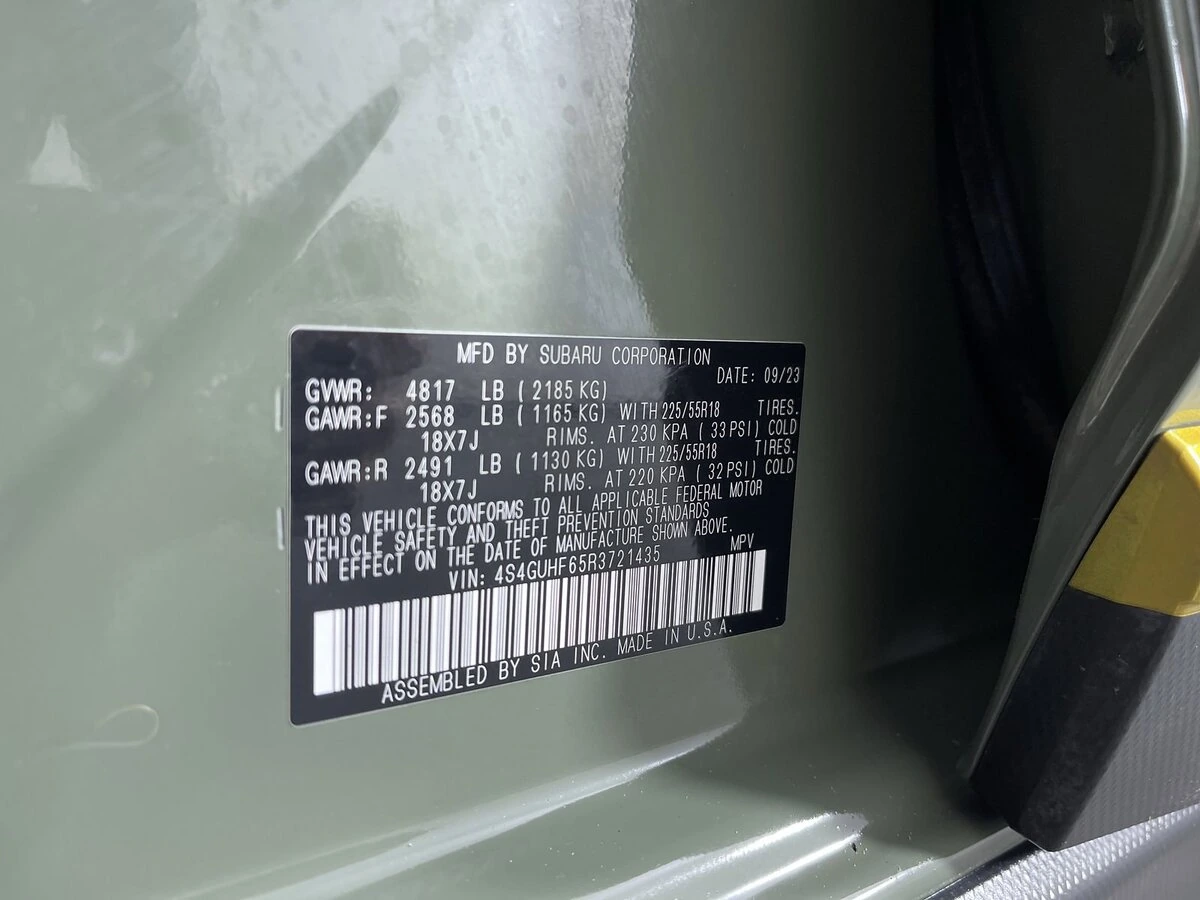 MFD BY SUBARU CORPORATION
DATE: 09/23
GVWR: 4817 LB ( 2185 KG)
GAWR:F 2568 LB ( 1165 KG) WITH 225/55R18 TIRES.
18X7J RIMS. AT 230 KPA ( 33 PSI) COLD
GAWR:R 2491 LB ( 1130 KG) WITH 225/55R18 TIRES.
18X7J RIMS. AT 220 KPA ( 32 PSI) COLD
THIS VEHICLE CONFORMS TO ALL APPLICABLE FEDERAL MOTOR
VEHICLE SAFETY AND THEFT PREVENTION STANDARDS
IN EFFECT ON THE DATE OF MANUFACTURE SHOWN ABOVE.
VIN: 4S4GUHF65R3721435 MPV
ASSEMBLED BY SIA INC. MADE IN U.S.A.